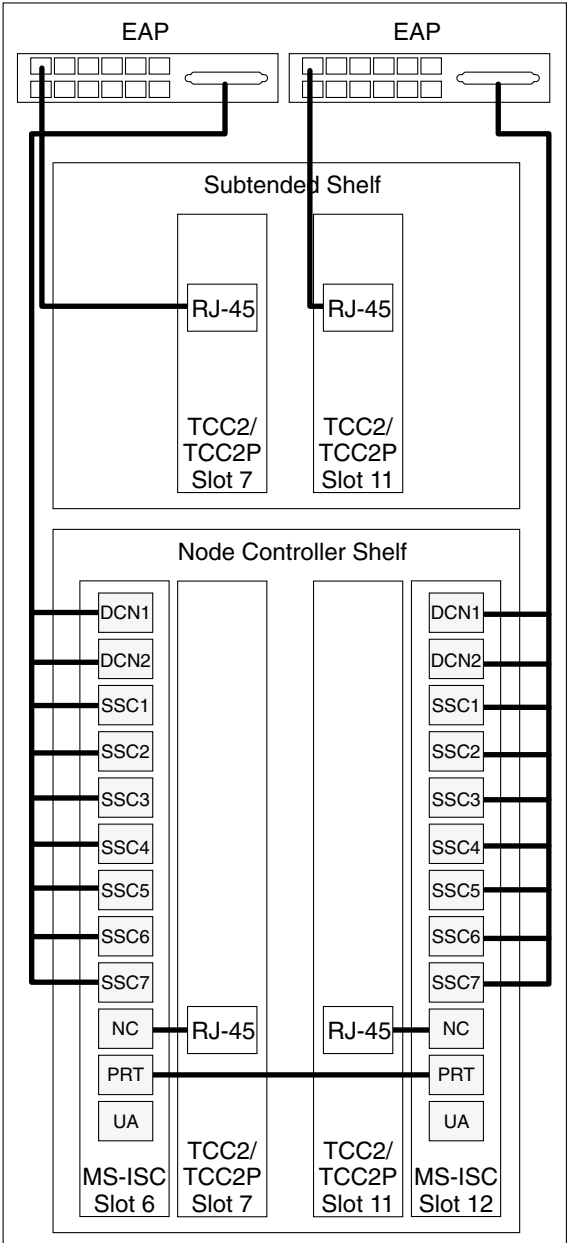 EAP EAP
Subtended Shelf
RJ-45 RJ-45
TCC2/ TCC2/
TCC2P TCC2P
Slot 7 Slot 11
Node Controller Shelf
DCN1 DCN1
DCN2 DCN2
SSC1 SSC1
SSC2 SSC2
SSC3 SSC3
SSC4 SSC4
SSC5 SSC5
SSC6 SSC6
SSC7 SSC7
NC RJ-45 RJ-45 NC
PRT PRT
UA UA
TCC2/ TCC2/
MS-ISC TCC2P TCC2P MS-ISC
Slot 6 Slot 7 Slot 11 Slot 12